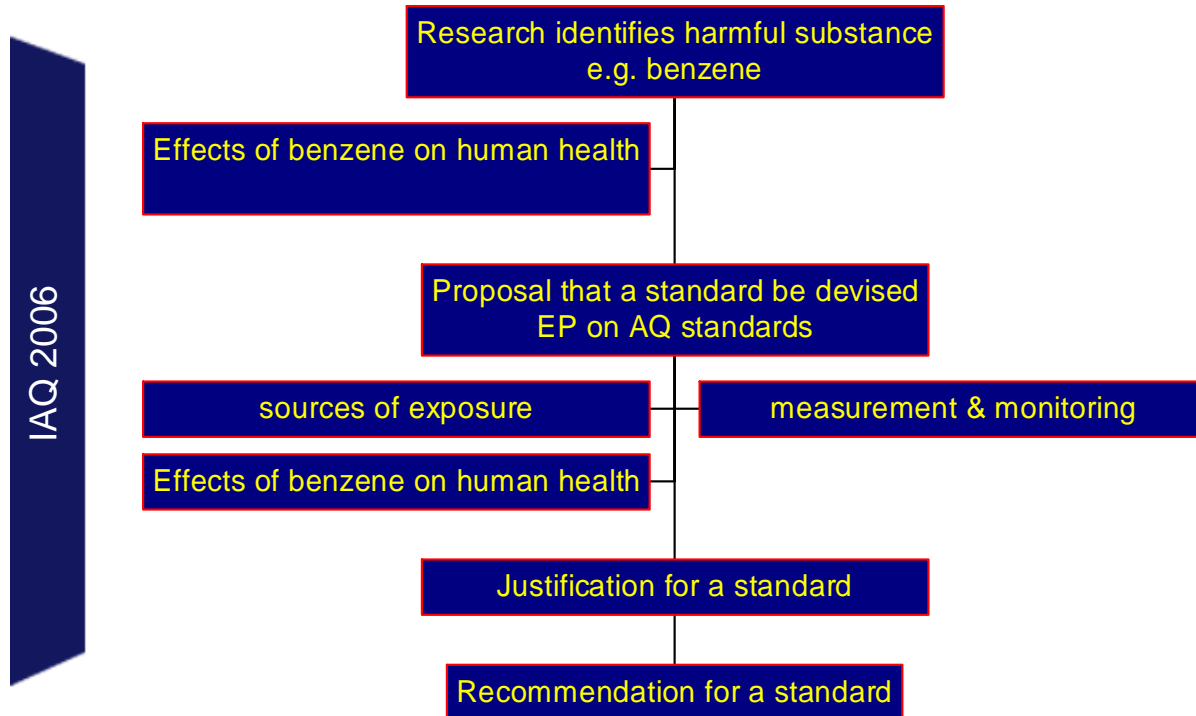 Research identifies harmful substance
e.g. benzene
Effects of benzene on human health
Proposal that a standard be devised
EP on AQ standards
sources of exposure
measurement & monitoring
Effects of benzene on human health
Justification for a standard
Recommendation for a standard
IAQ 2006